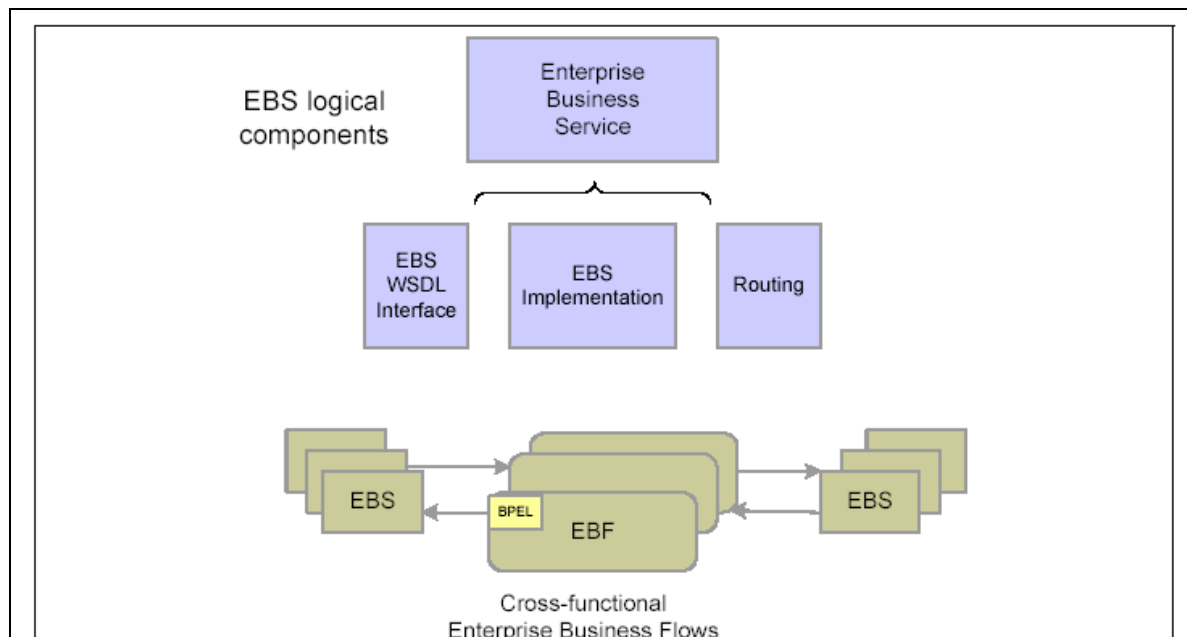 Enterprise
Business
Service
EBS logical
components
EBS
WSDL
Interface
EBS
Implementation
Routing
EBS
BPEL
EBF
EBS
Cross-functional
Enterprise Business Flows